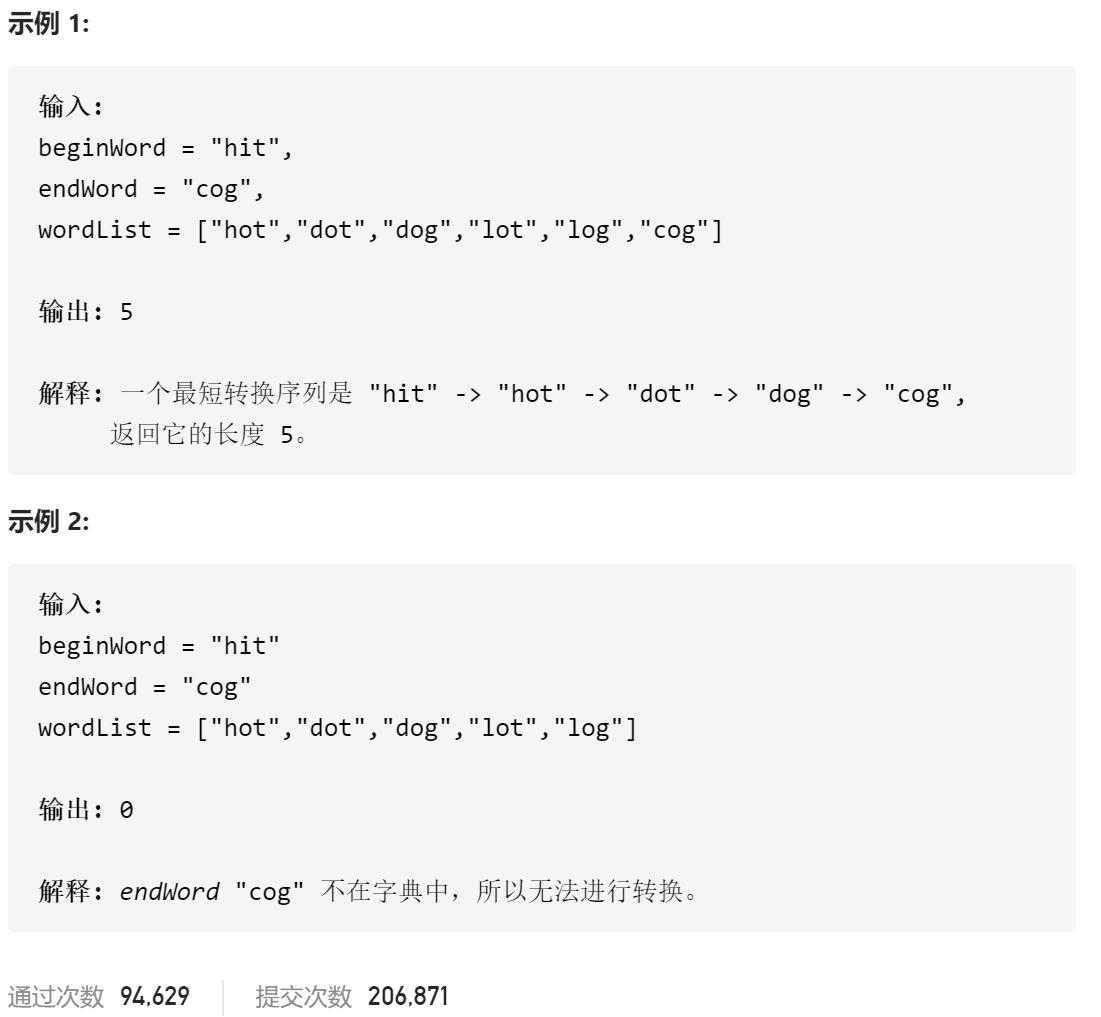 示例 1:
输入:
beginWord = "hit",
endWord = "cog",
wordList = ["hot","dot","dog","lot","log","cog"]
输出: 5
解释: 一个最短转换序列是 "hit" -> "hot" -> "dot" -> "dog" -> "cog",
返回它的长度 5。
示例 2:
输入:
beginWord = "hit"
endWord = "cog"
wordList = ["hot","dot","dog","lot","log"]
输出: 0
解释: endWord "cog" 不在字典中，所以无法进行转换。
通过次数 94,629 提交次数 206,871